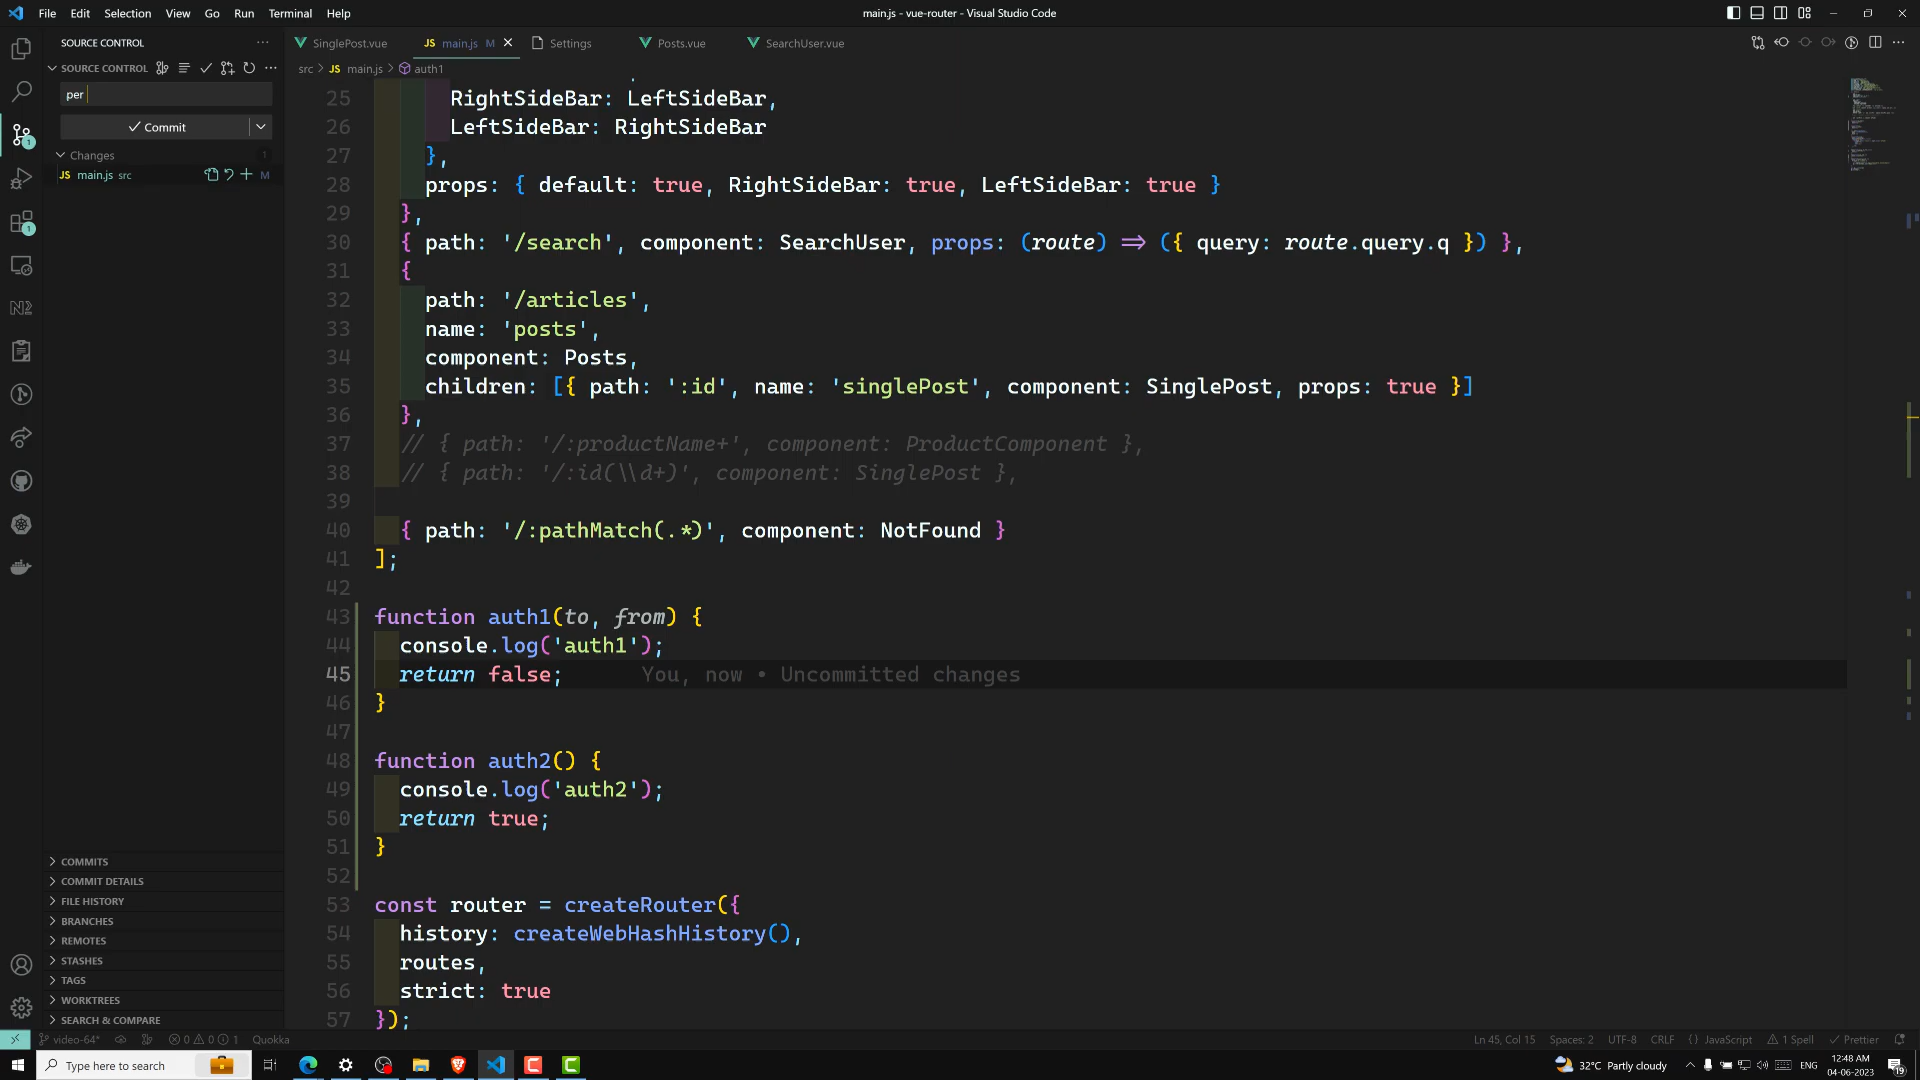 File Edit Selection View Go Run Terminal Help
main.js - vue-router - Visual Studio Code
SOURCE CONTROL
SOURCE CONTROL
per
Commit
Changes 1
JS main.js src M
COMMITS
COMMIT DETAILS
FILE HISTORY
BRANCHES
REMOTES
STASHES
TAGS
WORKTREES
SEARCH & COMPARE
SinglePost.vue JS main.js M Settings Posts.vue SearchUser.vue
src > JS main.js > auth1
25 RightSideBar: LeftSideBar,
26 LeftSideBar: RightSideBar
27 },
28 props: { default: true, RightSideBar: true, LeftSideBar: true }
29 },
30 { path: '/search', component: SearchUser, props: (route) => ({ query: route.query.q }) },
31 {
32 path: '/articles',
33 name: 'posts',
34 component: Posts,
35 children: [{ path: ':id', name: 'singlePost', component: SinglePost, props: true }]
36 },
37 // { path: '/:productName+', component: ProductComponent },
38 // { path: '/:id(\\d+)', component: SinglePost },
39
40 { path: '/:pathMatch(.*)', component: NotFound }
41 ];
42
43 function auth1(to, from) {
44 console.log('auth1');
45 return false; You, now • Uncommitted changes
46 }
47
48 function auth2() {
49 console.log('auth2');
50 return true;
51 }
52
53 const router = createRouter({
54 history: createWebHashHistory(),
55 routes,
56 strict: true
57 });
video-64* 0 0 1 Quokka
Ln 45, Col 15 Spaces: 2 UTF-8 CRLF {} JavaScript 1 Spell Prettier
Type here to search
32°C Partly cloudy ENG 12:48 AM
04-06-2023 19